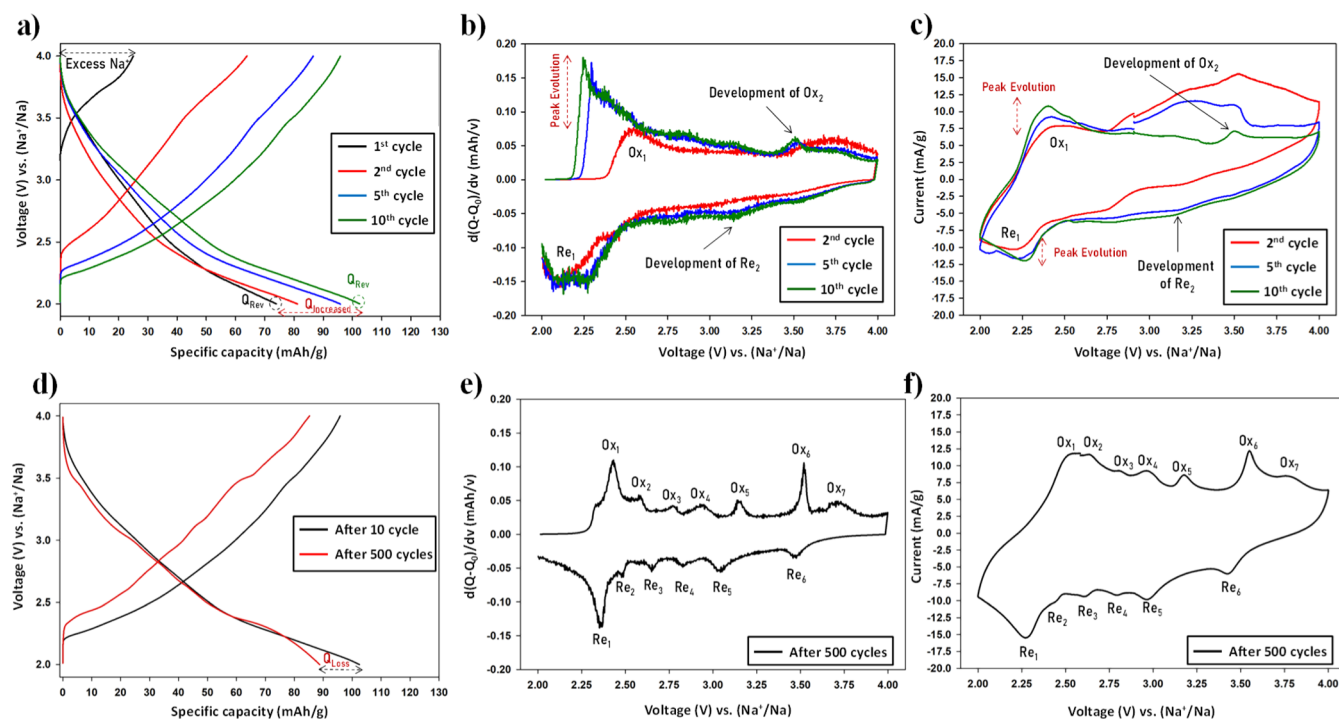 a)
4.0
3.5
3.0
2.5
2.0
0
10
20
30
40
50
60
70
80
90
100
110
120
130
Voltage (V) vs. (Na⁺/Na)
Specific capacity (mAh/g)
Excess Na⁺
1st cycle
2nd cycle
5th cycle
10th cycle
QRev
QRev
QIncreased
b)
0.20
0.15
0.10
0.05
0.00
-0.05
-0.10
-0.15
-0.20
2.00
2.25
2.50
2.75
3.00
3.25
3.50
3.75
4.00
d(Q-Q₀)/dv (mAh/v)
Voltage (V) vs. (Na⁺/Na)
Peak Evolution
Development of Ox₂
Ox₁
Re₁
Development of Re₂
2nd cycle
5th cycle
10th cycle
c)
20.0
17.5
15.0
12.5
10.0
7.5
5.0
2.5
0.0
-2.5
-5.0
-7.5
-10.0
-12.5
-15.0
-17.5
-20.0
2.00
2.25
2.50
2.75
3.00
3.25
3.50
3.75
4.00
Current (mA/g)
Voltage (V) vs. (Na⁺/Na)
Development of Ox₂
Peak Evolution
Ox₁
Re₁
Peak Evolution
Development
of Re₂
2nd cycle
5th cycle
10th cycle
d)
4.0
3.5
3.0
2.5
2.0
0
10
20
30
40
50
60
70
80
90
100
110
120
130
Voltage (V) vs. (Na⁺/Na)
Specific capacity (mAh/g)
After 10 cycle
After 500 cycles
QLoss
e)
0.20
0.15
0.10
0.05
0.00
-0.05
-0.10
-0.15
-0.20
2.00
2.25
2.50
2.75
3.00
3.25
3.50
3.75
4.00
d(Q-Q₀)/dv (mAh/v)
Voltage (V) vs. (Na⁺/Na)
Ox₁
Ox₂
Ox₃
Ox₄
Ox₅
Ox₆
Ox₇
Re₁
Re₂
Re₃
Re₄
Re₅
Re₆
After 500 cycles
f)
20.0
17.5
15.0
12.5
10.0
7.5
5.0
2.5
0.0
-2.5
-5.0
-7.5
-10.0
-12.5
-15.0
-17.5
-20.0
2.00
2.25
2.50
2.75
3.00
3.25
3.50
3.75
4.00
Current (mA/g)
Voltage (V) vs. (Na⁺/Na)
Ox₁
Ox₂
Ox₃
Ox₄
Ox₅
Ox₆
Ox₇
Re₁
Re₂
Re₃
Re₄
Re₅
Re₆
After 500 cycles